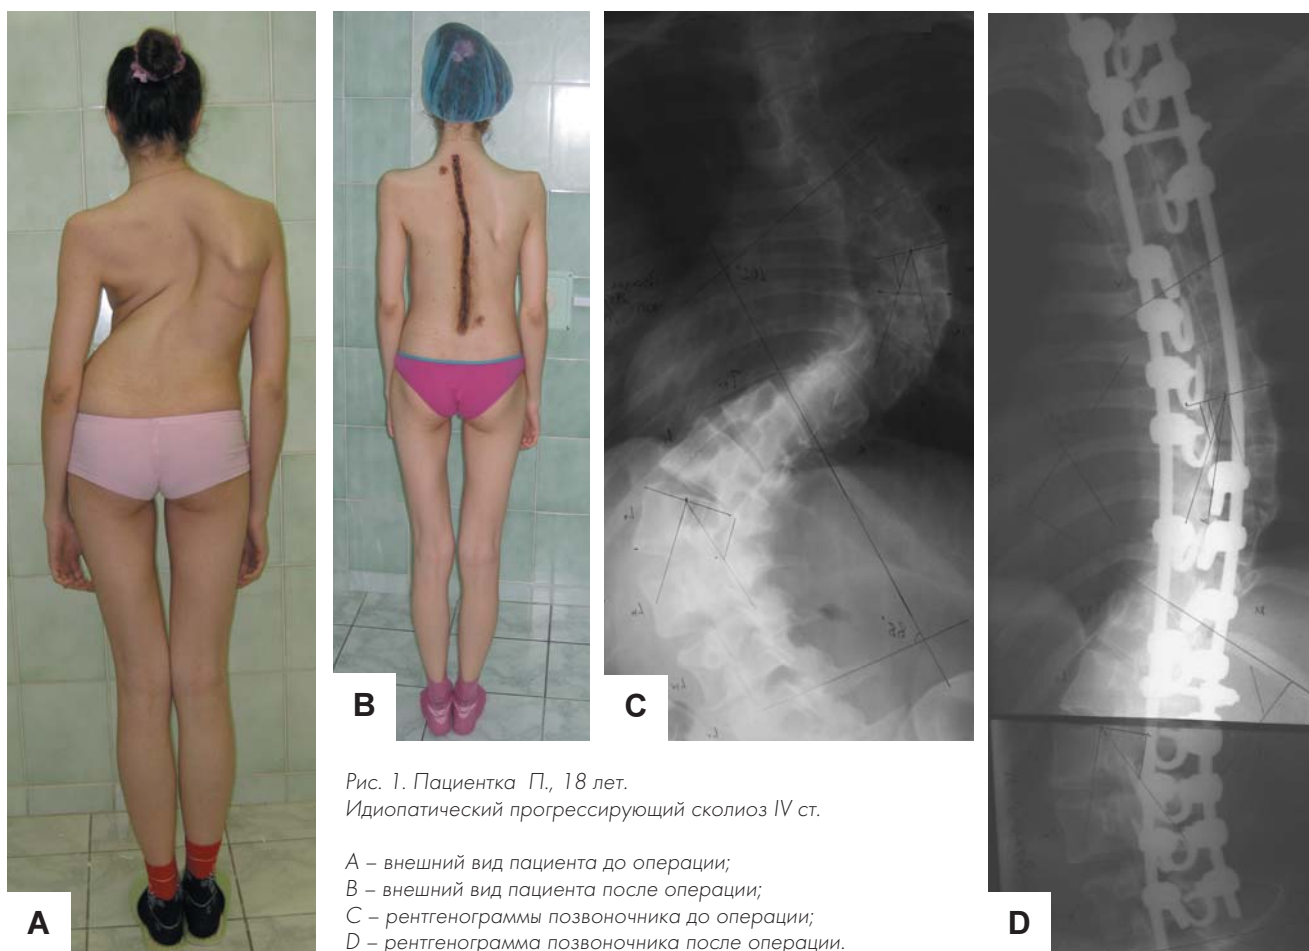 A
B
C
D
Рис. 1. Пациентка П., 18 лет.
Идиопатический прогрессирующий сколиоз IV ст.
A – внешний вид пациента до операции;
B – внешний вид пациента после операции;
C – рентгенограммы позвоночника до операции;
D – рентгенограмма позвоночника после операции.